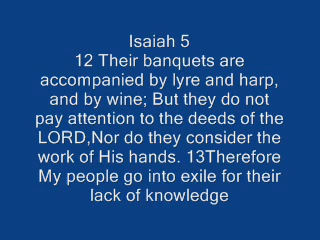 Isaiah 5
12 Their banquets are
accompanied by lyre and harp,
and by wine; But they do not
pay attention to the deeds of the
LORD,Nor do they consider the
work of His hands. 13Therefore
My people go into exile for their
lack of knowledge